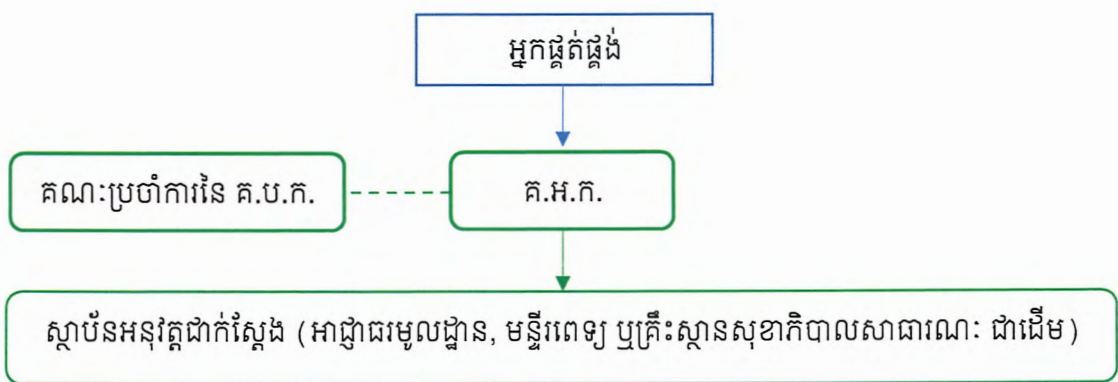 អ្នកផ្គត់ផ្គង់
គណៈប្រចាំការនៃ គ.ប.ក.
គ.អ.ក.
ស្ថាប័នអនុវត្តជាក់ស្តែង (អាជ្ញាធរមូលដ្ឋាន, មន្ទីរពេទ្យ ឬគ្រឹះស្ថានសុខាភិបាលសាធារណៈ ជាដើម)